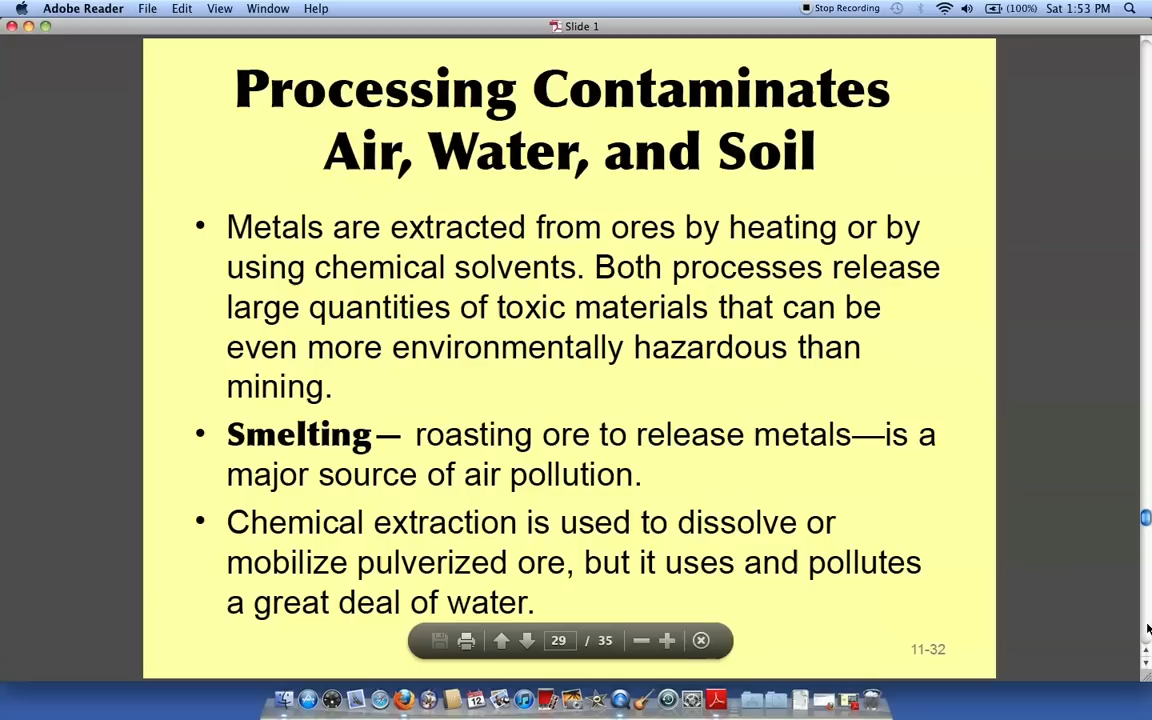 Adobe Reader File Edit View Window Help Stop Recording (100%) Sat 1:53 PM
Slide 1
Processing Contaminates
Air, Water, and Soil
• Metals are extracted from ores by heating or by
using chemical solvents. Both processes release
large quantities of toxic materials that can be
even more environmentally hazardous than
mining.
• Smelting— roasting ore to release metals—is a
major source of air pollution.
• Chemical extraction is used to dissolve or
mobilize pulverized ore, but it uses and pollutes
a great deal of water.
29 / 35
11-32
12